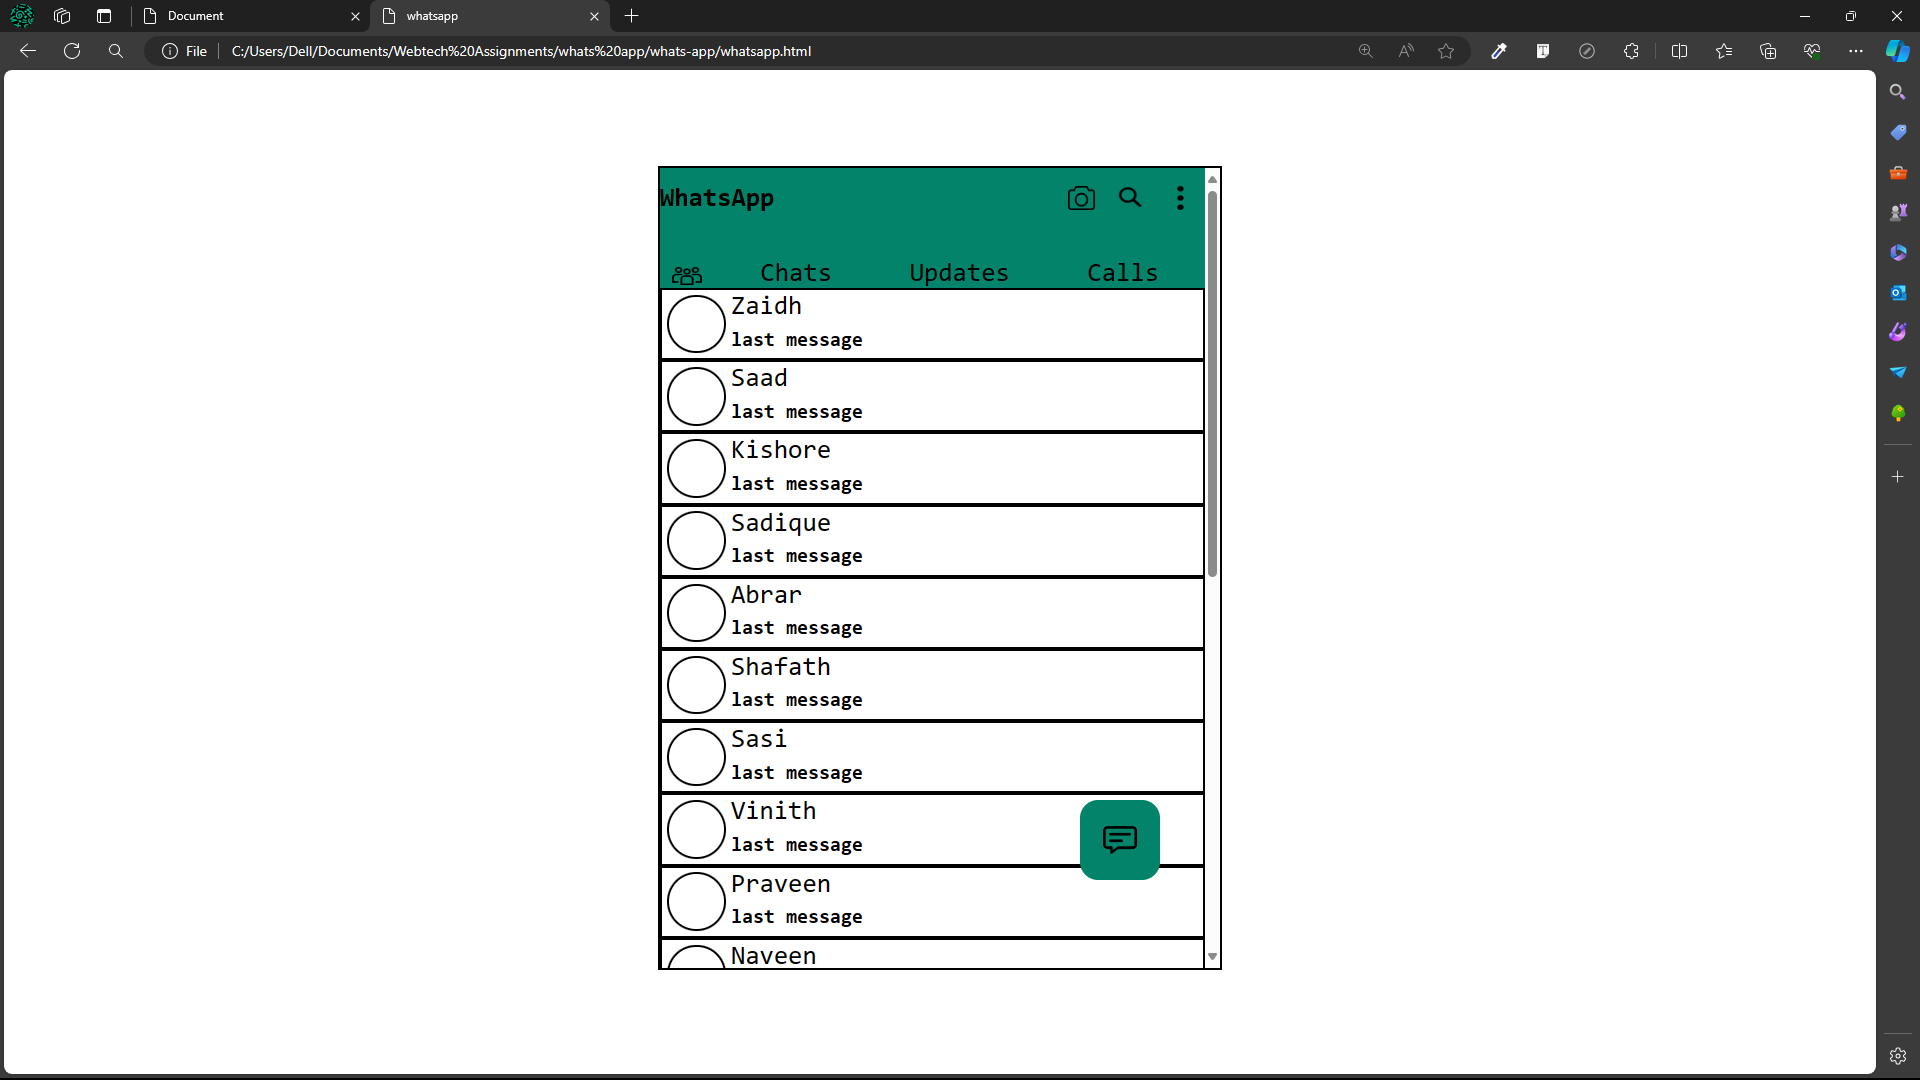 Document
whatsapp
File
C:/Users/Dell/Documents/Webtech%20Assignments/whats%20app/whats-app/whatsapp.html
WhatsApp
Chats Updates Calls
Zaidh
last message
Saad
last message
Kishore
last message
Sadique
last message
Abrar
last message
Shafath
last message
Sasi
last message
Vinith
last message
Praveen
last message
Naveen